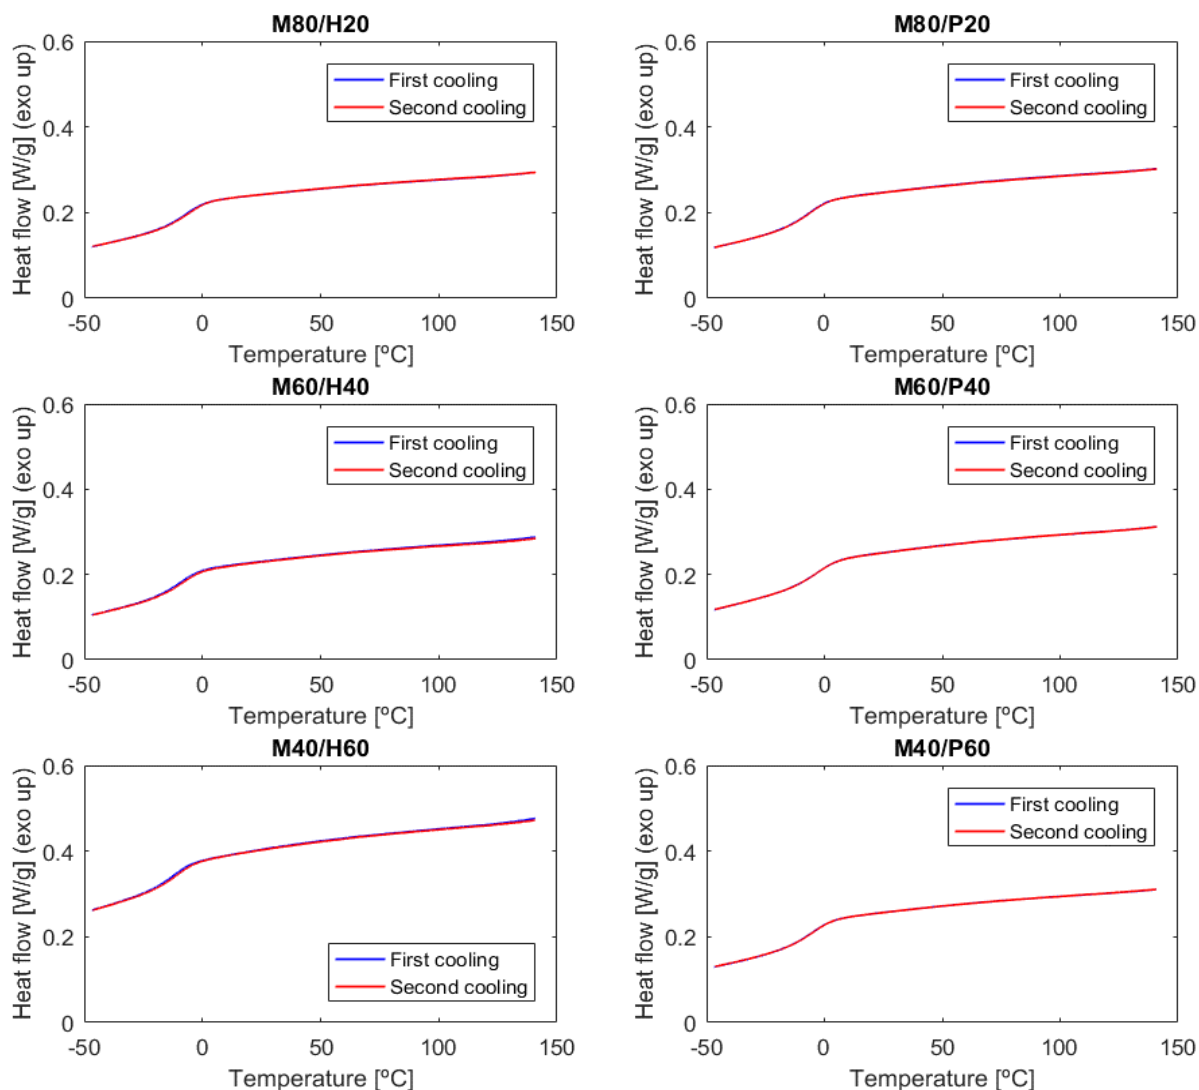 M80/H20
Heat flow [W/g] (exo up)
0.6
0.4
0.2
0
First cooling
Second cooling
-50
0
50
100
150
Temperature [ºC]
M80/P20
Heat flow [W/g] (exo up)
0.6
0.4
0.2
0
First cooling
Second cooling
-50
0
50
100
150
Temperature [ºC]
M60/H40
Heat flow [W/g] (exo up)
0.6
0.4
0.2
0
First cooling
Second cooling
-50
0
50
100
150
Temperature [ºC]
M60/P40
Heat flow [W/g] (exo up)
0.6
0.4
0.2
0
First cooling
Second cooling
-50
0
50
100
150
Temperature [ºC]
M40/H60
Heat flow [W/g] (exo up)
0.6
0.4
0.2
0
First cooling
Second cooling
-50
0
50
100
150
Temperature [ºC]
M40/P60
Heat flow [W/g] (exo up)
0.6
0.4
0.2
0
First cooling
Second cooling
-50
0
50
100
150
Temperature [ºC]